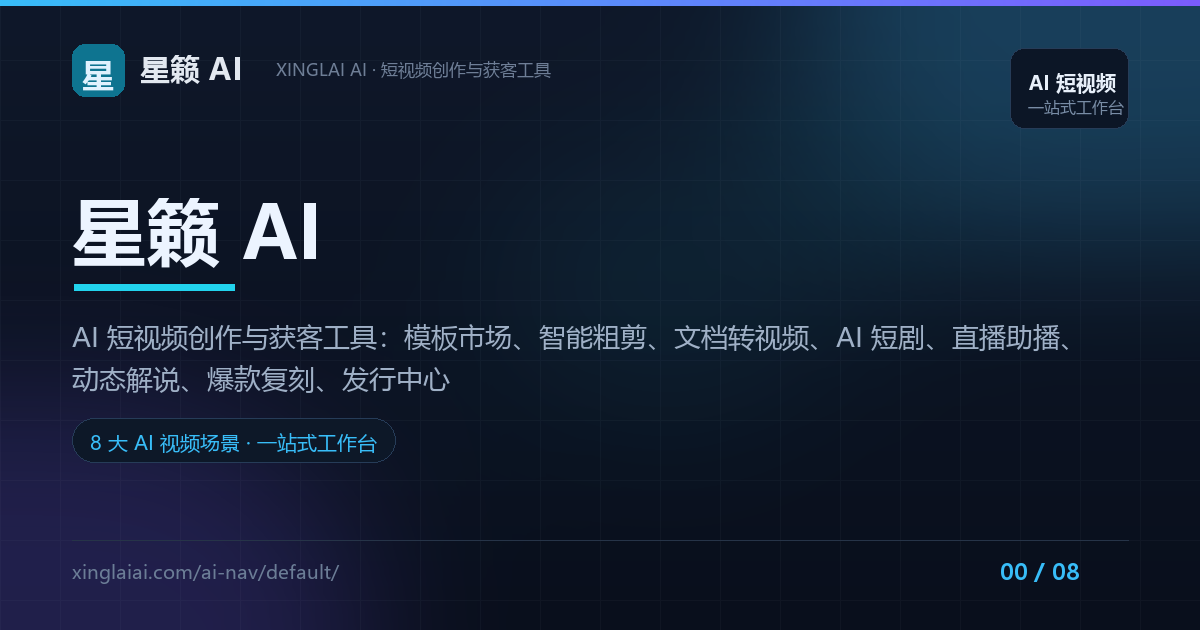 星
星籁 AI
XINGLAI AI · 短视频创作与获客工具
AI 短视频
一站式工作台
星籁 AI
AI 短视频创作与获客工具：模板市场、智能粗剪、文档转视频、AI 短剧、直播助播、
动态解说、爆款复刻、发行中心
8 大 AI 视频场景 · 一站式工作台
xinglaiai.com/ai-nav/default/
00 / 08